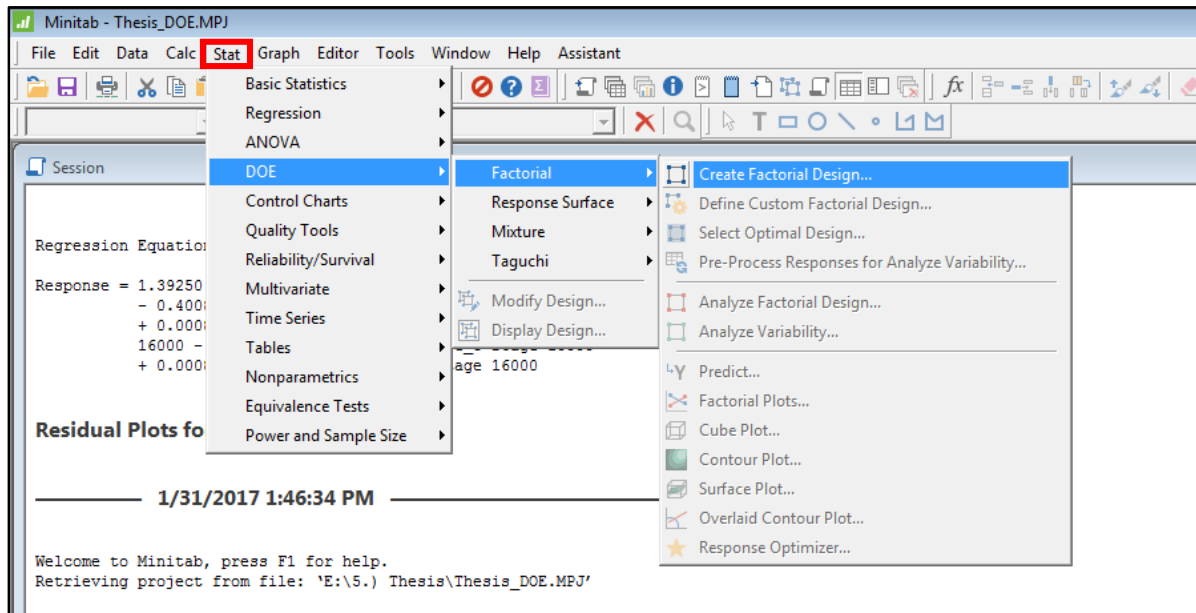 Minitab - Thesis_DOE.MPJ
File Edit Data Calc Stat Graph Editor Tools Window Help Assistant
fx
T
Session
Basic Statistics
Regression
ANOVA
DOE
Control Charts
Quality Tools
Reliability/Survival
Multivariate
Time Series
Tables
Nonparametrics
Equivalence Tests
Power and Sample Size
Factorial
Response Surface
Mixture
Taguchi
Modify Design...
Display Design...
Create Factorial Design...
Define Custom Factorial Design...
Select Optimal Design...
Pre-Process Responses for Analyze Variability...
Analyze Factorial Design...
Analyze Variability...
Predict...
Factorial Plots...
Cube Plot...
Contour Plot...
Surface Plot...
Overlaid Contour Plot...
Response Optimizer...
Regression Equation
Response = 1.39250
- 0.400
+ 0.000
16000 -
+ 0.000 age 16000
Residual Plots fo
1/31/2017 1:46:34 PM
Welcome to Minitab, press F1 for help.
Retrieving project from file: ‘E:\5.) Thesis\Thesis_DOE.MPJ’